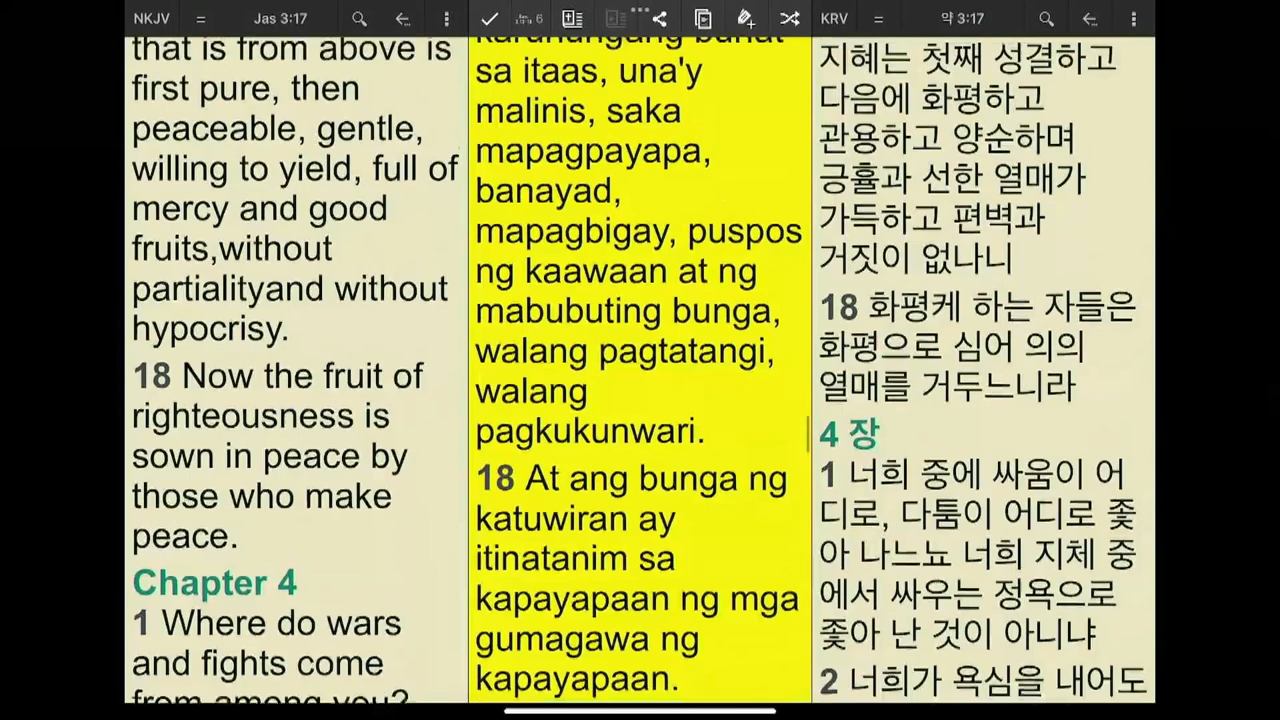 NKJV = Jas 3:17
that is from above is
first pure, then
peaceable, gentle,
willing to yield, full of
mercy and good
fruits,without
partialityand without
hypocrisy.
18 Now the fruit of
righteousness is
sown in peace by
those who make
peace.
Chapter 4
1 Where do wars
and fights come
from among you?
6
karunungang buhat
sa itaas, una'y
malinis, saka
mapagpayapa,
banayad,
mapagbigay, puspos
ng kaawaan at ng
mabubuting bunga,
walang pagtatangi,
walang
pagkukunwari.
18 At ang bunga ng
katuwiran ay
itinatanim sa
kapayapaan ng mga
gumagawa ng
kapayapaan.
KRV = 약 3:17
지혜는 첫째 성결하고
다음에 화평하고
관용하고 양순하며
긍휼과 선한 열매가
가득하고 편벽과
거짓이 없나니
18 화평케 하는 자들은
화평으로 심어 의의
열매를 거두느니라
4 장
1 너희 중에 싸움이 어
디로, 다툼이 어디로 좇
아 나느뇨 너희 지체 중
에서 싸우는 정욕으로
좇아 난 것이 아니냐
2 너희가 욕심을 내어도